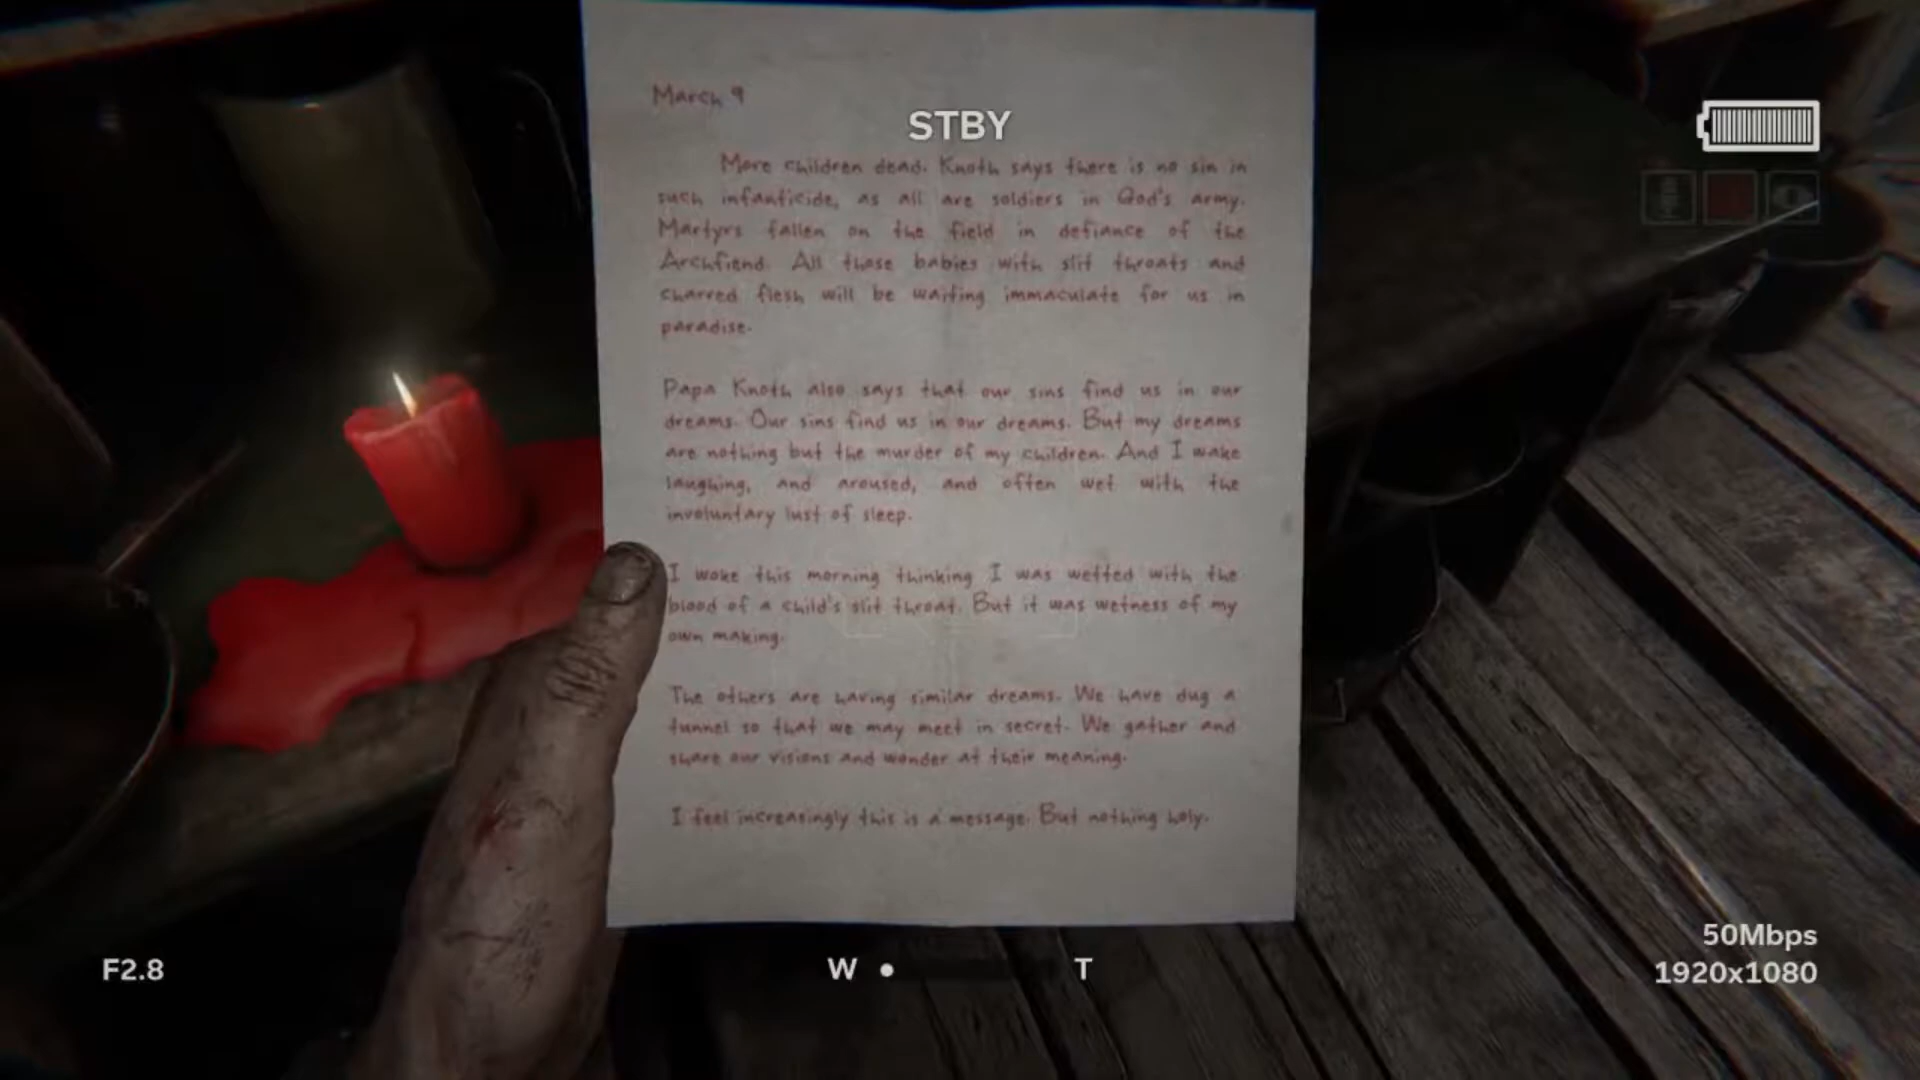 March 9
STBY
More children dead. Knoth says there is no sin in
such infanticide, as all are soldiers in God's army.
Martyrs fallen on the field in defiance of the
Archfiend. All those babies with slit throats and
charred flesh will be waiting immaculate for us in
paradise.
Papa Knoth also says that our sins find us in our
dreams. Our sins find us in our dreams. But my dreams
are nothing but the murder of my children. And I wake
laughing, and aroused, and often wet with the
involuntary lust of sleep.
I woke this morning thinking I was wetted with the
blood of a child's slit throat. But it was wetness of my
own making.
The others are having similar dreams. We have dug a
tunnel so that we may meet in secret. We gather and
share our visions and wonder at their meaning.
I feel increasingly this is a message. But nothing holy.
F2.8
W T
50Mbps
1920x1080